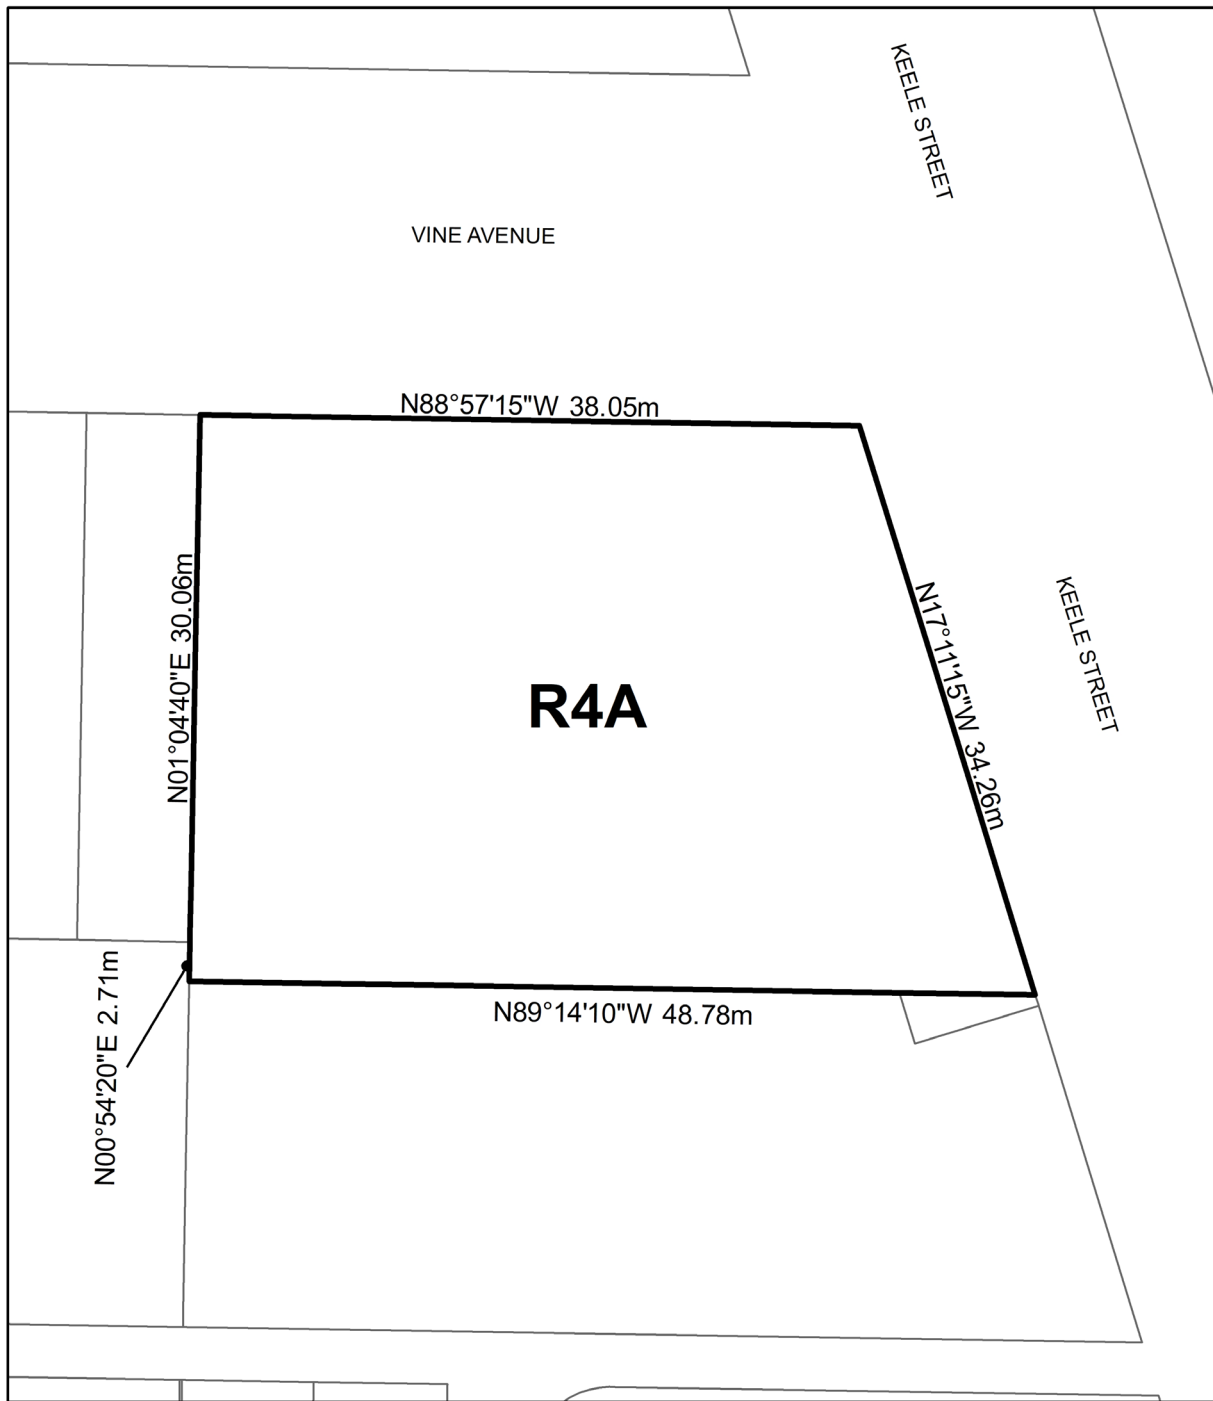 KEELE STREET
VINE AVENUE
N88°57'15"W 38.05m
N01°04'40"E 30.06m
N17°11'15"W 34.26m
KEELE STREET
R4A
N00°54'20"E 2.71m
N89°14'10"W 48.78m